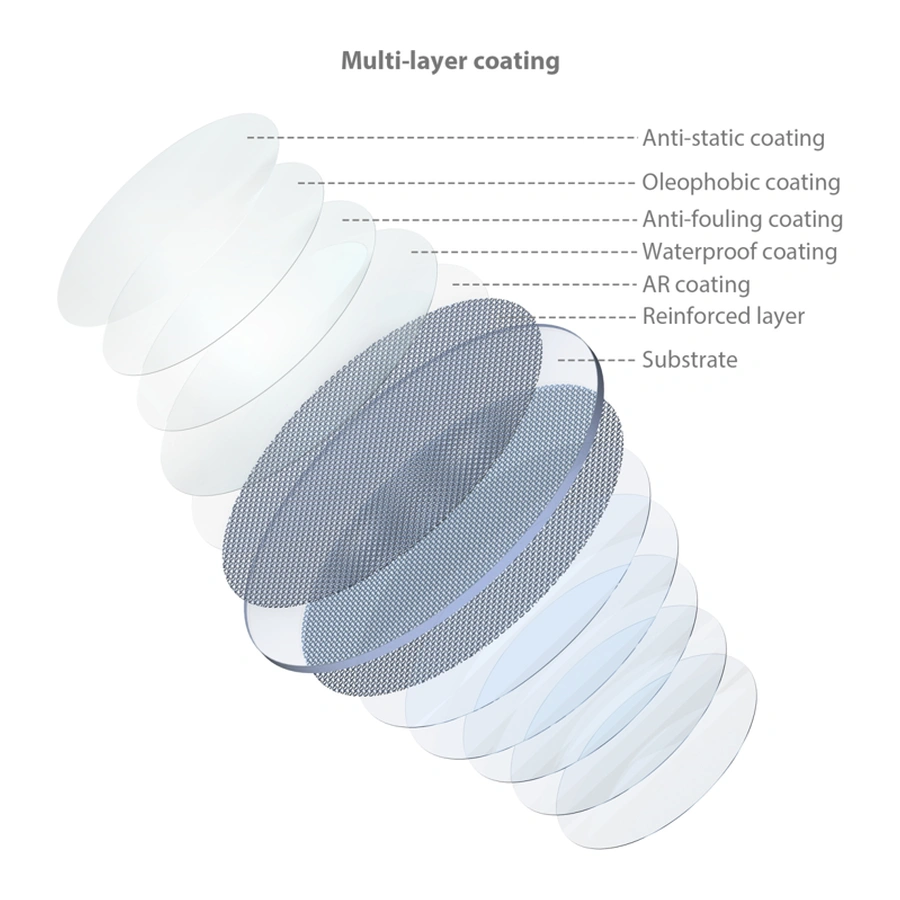 Multi-layer coating
Anti-static coating
Oleophobic coating
Anti-fouling coating
Waterproof coating
AR coating
Reinforced layer
Substrate